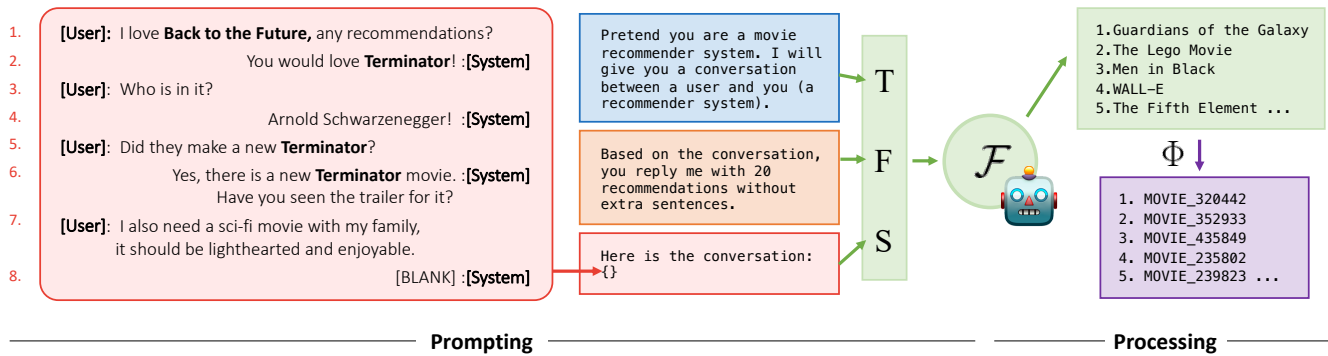 1. [User]: I love Back to the Future, any recommendations?
2. You would love Terminator! :[System]
3. [User]: Who is in it?
4. Arnold Schwarzenegger! :[System]
5. [User]: Did they make a new Terminator?
6. Yes, there is a new Terminator movie. :[System]
Have you seen the trailer for it?
7. [User]: I also need a sci-fi movie with my family,
it should be lighthearted and enjoyable.
8. [BLANK] :[System]
Pretend you are a movie
recommender system. I will
give you a conversation
between a user and you (a
recommender system).
Based on the conversation,
you reply me with 20
recommendations without
extra sentences.
Here is the conversation:
{}
T
F
S
ℱ
1.Guardians of the Galaxy
2.The Lego Movie
3.Men in Black
4.WALL-E
5.The Fifth Element ...
Φ
1. MOVIE_320442
2. MOVIE_352933
3. MOVIE_435849
4. MOVIE_235802
5. MOVIE_239823 ...
Prompting
Processing